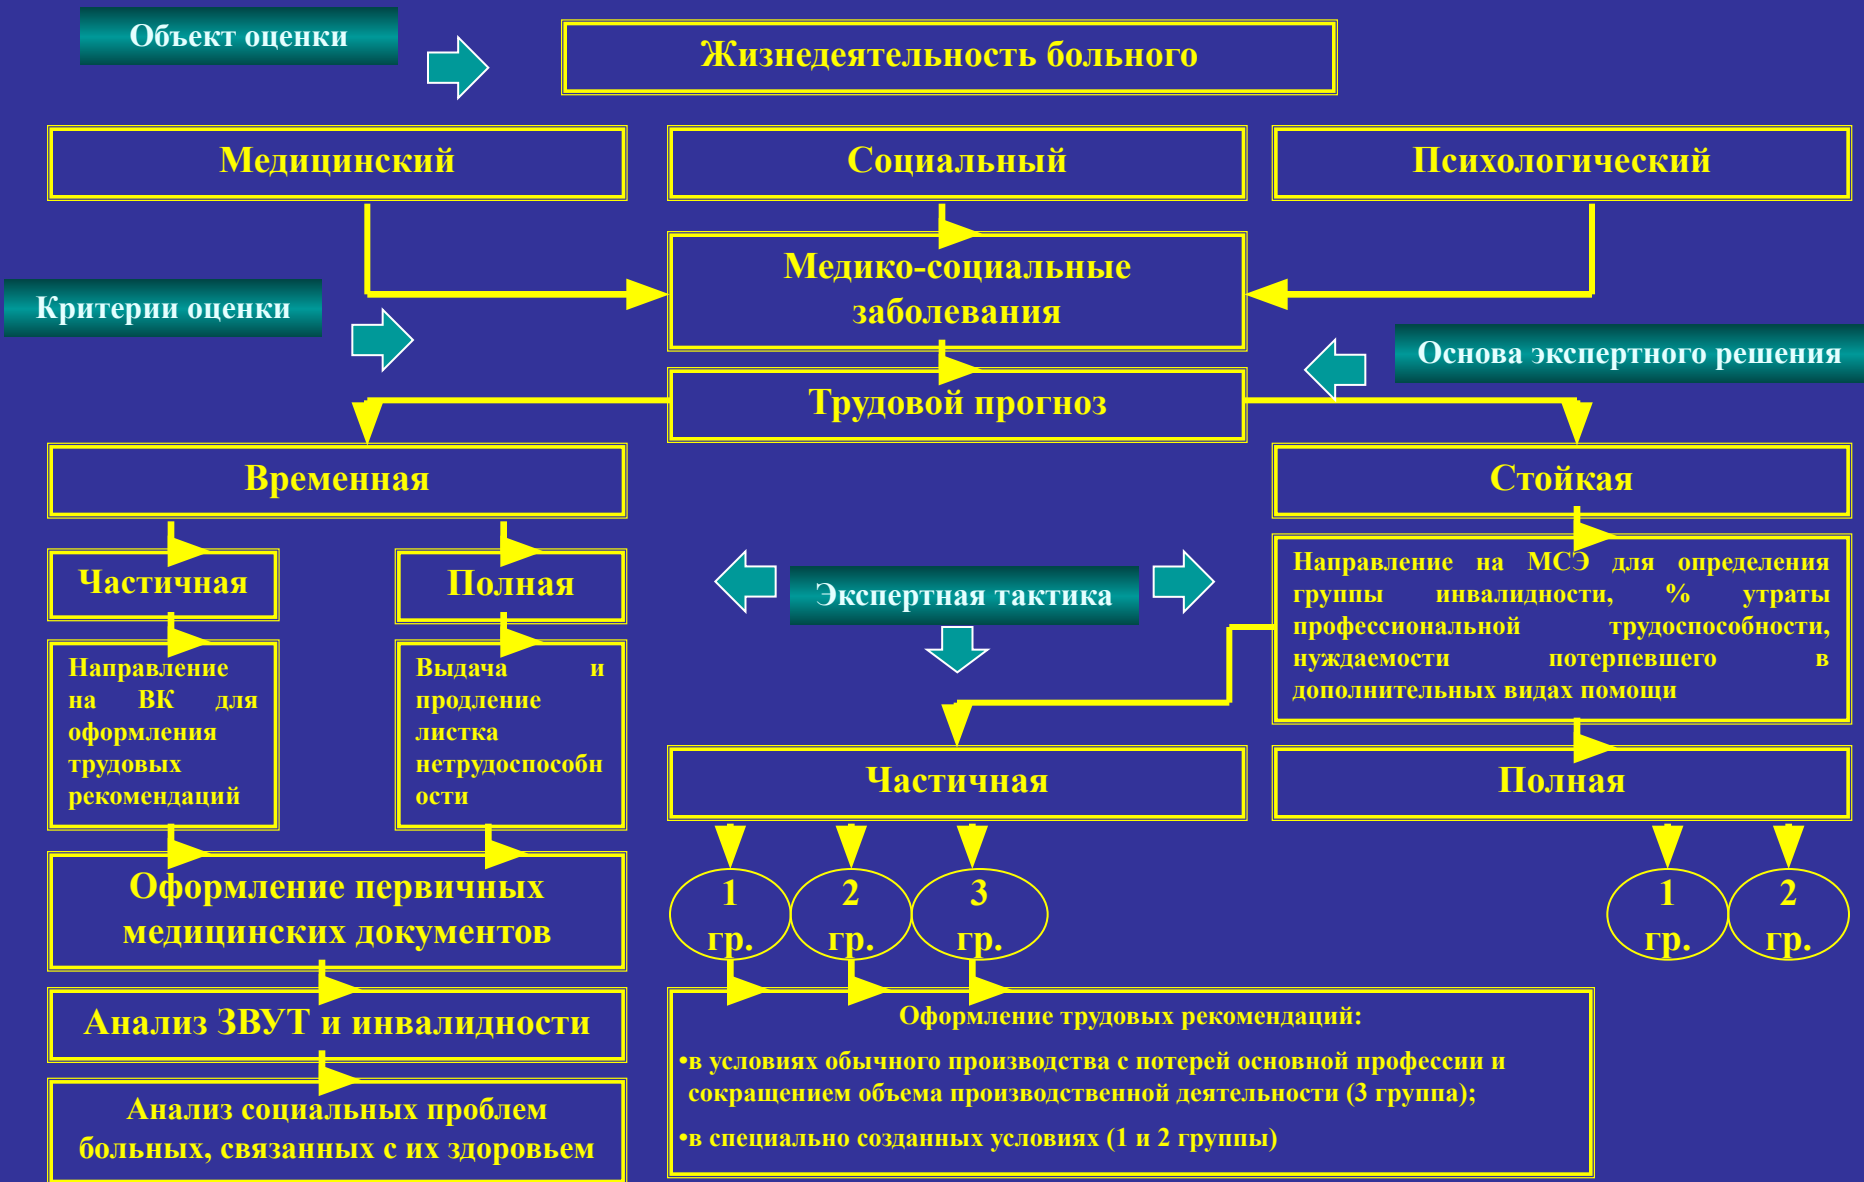 Объект оценки
Жизнедеятельность больного
Медицинский
Социальный
Психологический
Медико-социальные
заболевания
Критерии оценки
Основа экспертного решения
Трудовой прогноз
Временная
Стойкая
Частичная
Полная
Экспертная тактика
Направление на МСЭ для определения
группы инвалидности, % утраты
профессиональной трудоспособности,
нуждаемости потерпевшего в
дополнительных видах помощи
Направление
на ВК для
оформления
трудовых
рекомендаций
Выдача и
продление
листка
нетрудоспособн
ости
Частичная
Полная
1
гр.
2
гр.
3
гр.
1
гр.
2
гр.
Оформление первичных
медицинских документов
Анализ ЗВУТ и инвалидности
Анализ социальных проблем
больных, связанных с их здоровьем
Оформление трудовых рекомендаций:
•в условиях обычного производства с потерей основной профессии и
сокращением объема производственной деятельности (3 группа);
•в специально созданных условиях (1 и 2 группы)